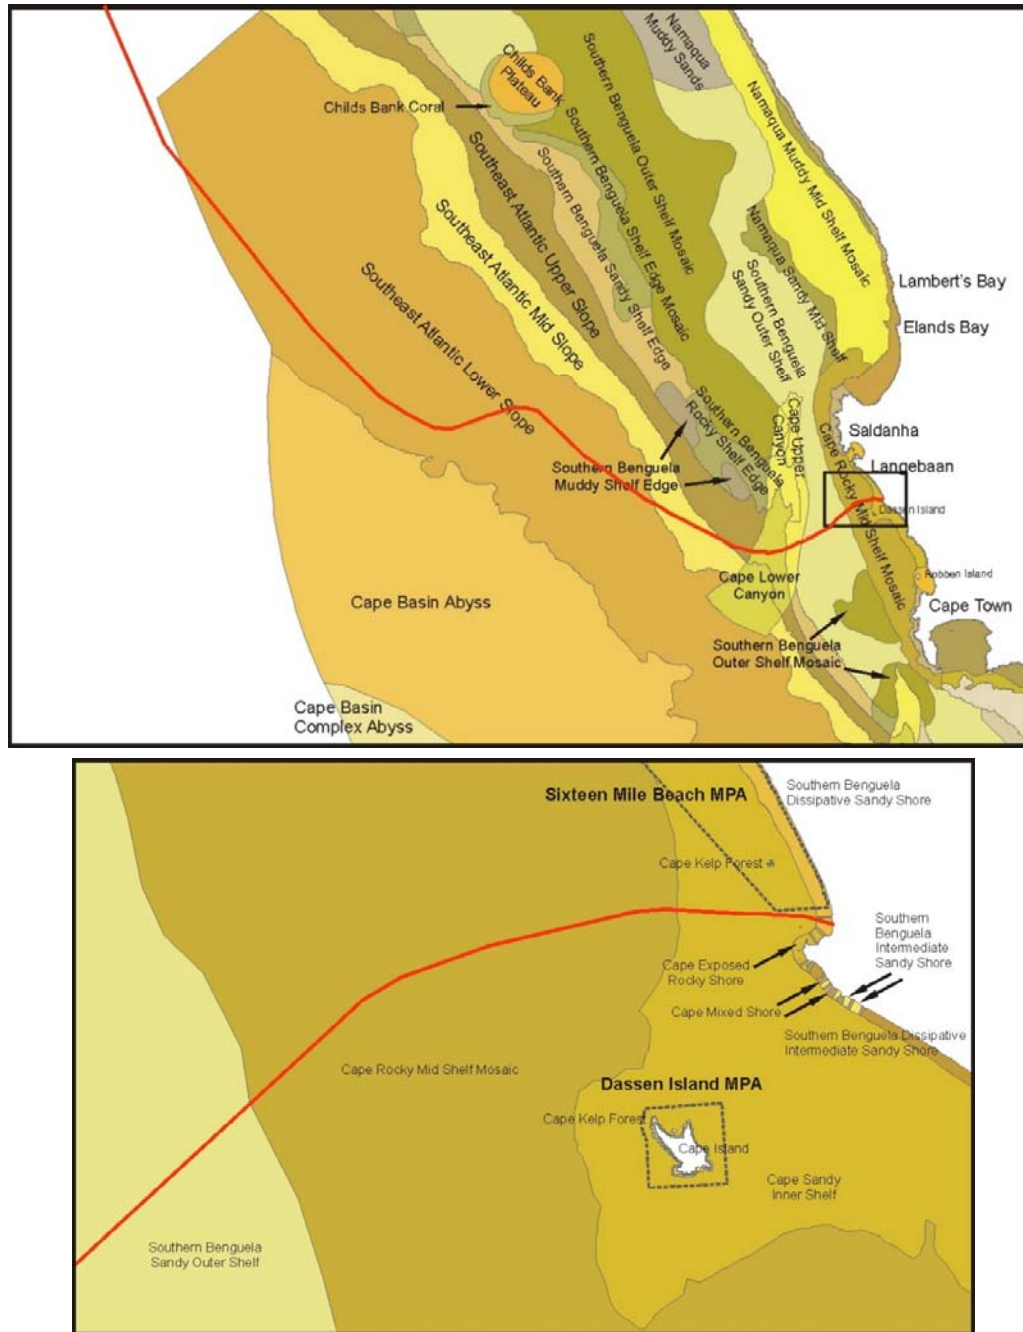 Childs Bank
Plateau
Childs Bank Coral
Namaqua
Muddy Sands
Southern Benguela Outer Shelf Mosaic
Namaqua Muddy Mid Shelf Mosaic
Southern Benguela Shelf Edge Mosaic
Southern Benguela Sandy Shelf Edge
Southeast Atlantic Upper Slope
Southeast Atlantic Mid Slope
Southeast Atlantic Lower Slope
Namaqua Sandy Mid Shelf
Southern Benguela
Sandy Outer Shelf
Lambert's Bay
Elands Bay
Cape Upper
Canyon
Southern Benguela
Rocky Shelf Edge
Cape Rocky Mid Shelf Mosaic
Saldanha
Langebaan
Southern Benguela
Muddy Shelf Edge
Dassen Island
Robben Island
Cape Lower
Canyon
Cape Town
Cape Basin Abyss
Southern Benguela
Outer Shelf Mosaic
Cape Basin
Complex Abyss
Sixteen Mile Beach MPA
Southern Benguela
Dissipative Sandy Shore
Cape Kelp Forest
Southern
Benguela
Intermediate
Sandy Shore
Cape Exposed
Rocky Shore
Cape Mixed Shore
Southern Benguela Dissipative
Intermediate Sandy Shore
Cape Rocky Mid Shelf Mosaic
Dassen Island MPA
Cape Kelp Forest
Cape Island
Cape Sandy
Inner Shelf
Southern Benguela
Sandy Outer Shelf